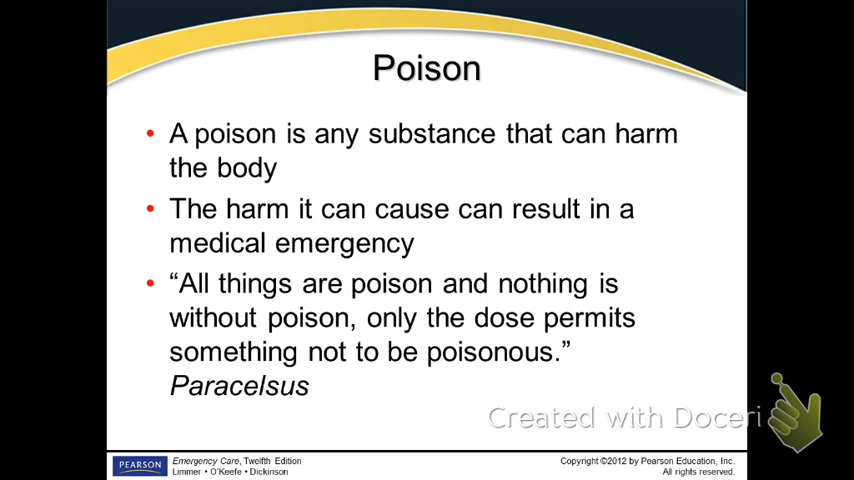 Poison
• A poison is any substance that can harm
the body
• The harm it can cause can result in a
medical emergency
• “All things are poison and nothing is
without poison, only the dose permits
something not to be poisonous.”
Paracelsus
Created with Doceri
PEARSON
Emergency Care, Twelfth Edition
Limmer • O'Keefe • Dickinson
Copyright ©2012 by Pearson Education, Inc.
All rights reserved.